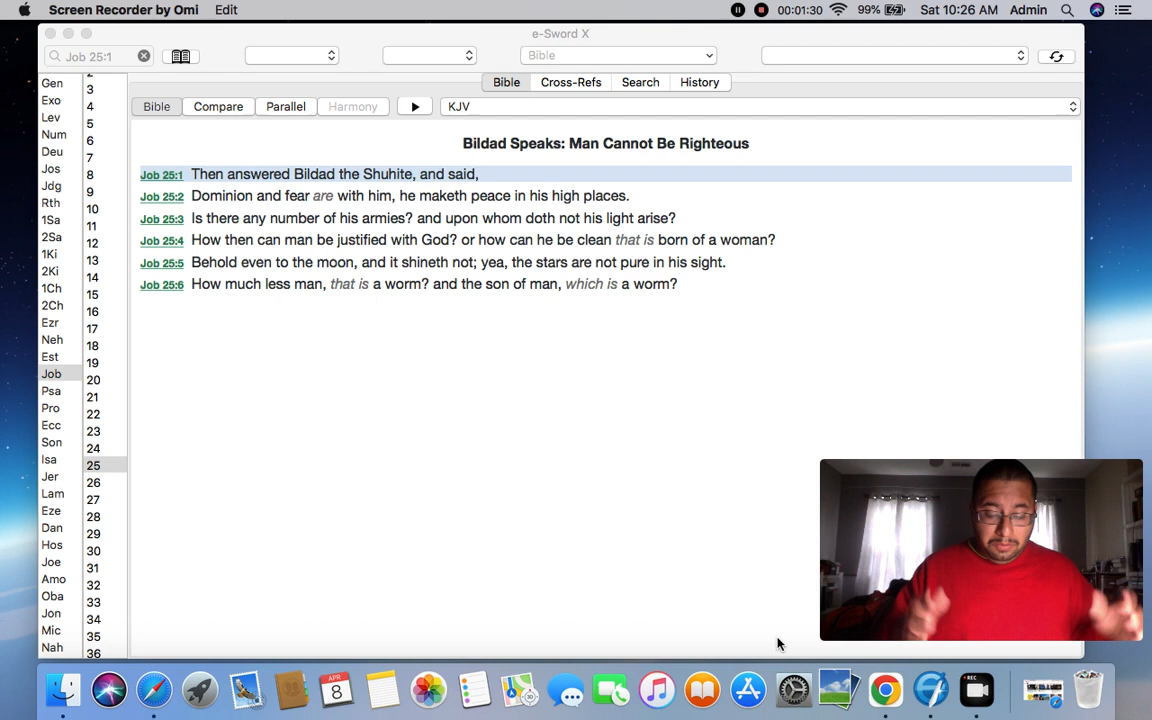 Screen Recorder by Omi Edit 00:01:30 99% Sat 10:26 AM Admin
e-Sword X
Job 25:1 Bible
Bible Cross-Refs Search History
Bible Compare Parallel Harmony KJV
Bildad Speaks: Man Cannot Be Righteous
Job 25:1 Then answered Bildad the Shuhite, and said,
Job 25:2 Dominion and fear are with him, he maketh peace in his high places.
Job 25:3 Is there any number of his armies? and upon whom doth not his light arise?
Job 25:4 How then can man be justified with God? or how can he be clean that is born of a woman?
Job 25:5 Behold even to the moon, and it shineth not; yea, the stars are not pure in his sight.
Job 25:6 How much less man, that is a worm? and the son of man, which is a worm?
Gen
Exo
Lev
Num
Deu
Jos
Jdg
Rth
1Sa
2Sa
1Ki
2Ki
1Ch
2Ch
Ezr
Neh
Est
Job
Psa
Pro
Ecc
Son
Isa
Jer
Lam
Eze
Dan
Hos
Joe
Amo
Oba
Jon
Mic
Nah
3
4
5
6
7
8
9
10
11
12
13
14
15
16
17
18
19
20
21
22
23
24
25
26
27
28
29
30
31
32
33
34
35
36
APR
8
REC